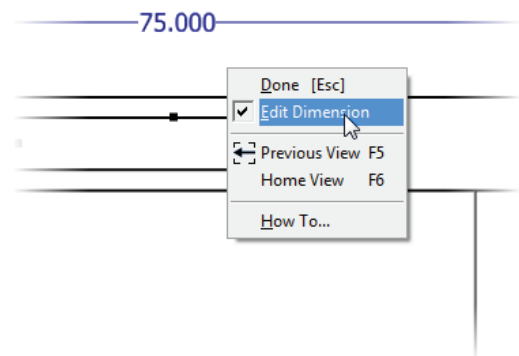 75.000
Done [Esc]
Edit Dimension
Previous View F5
Home View F6
How To...